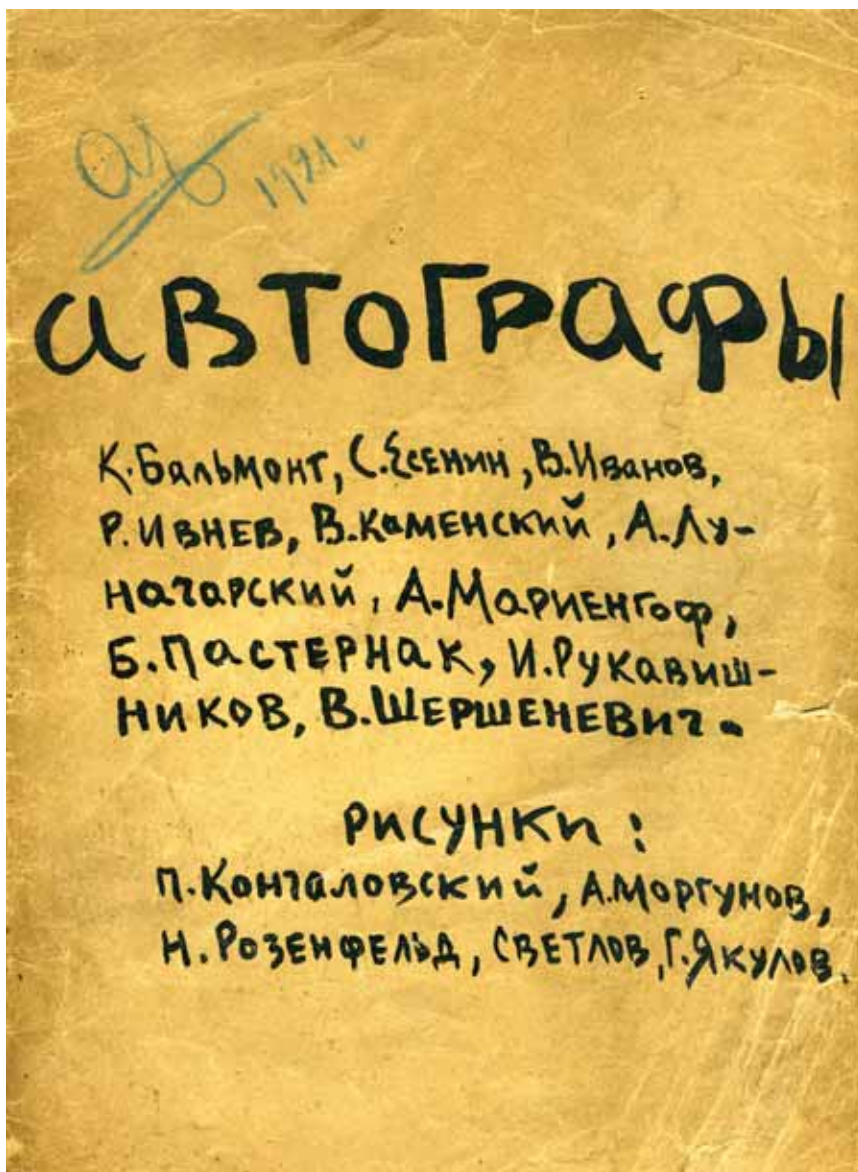 1921 г
автографы
К. Бальмонт, С. Есенин, В. Иванов,
Р. Ивнев, В. Каменский, А. Лу-
начарский, А. Мариенгоф,
Б. Пастернак, И. Рукавиш-
ников, В. Шершеневич.
рисунки:
П. Кончаловский, А. Моргунов,
Н. Розенфельд, Светлов, Г. Якулов.